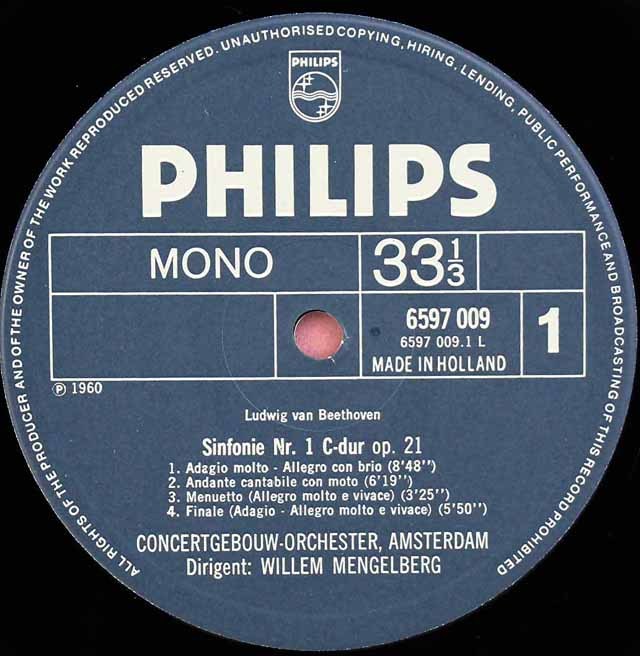 ALL RIGHTS OF THE PRODUCER AND OF THE OWNER OF THE WORK REPRODUCED RESERVED. UNAUTHORISED COPYING, HIRING, LENDING, PUBLIC PERFORMANCE AND BROADCASTING OF THIS RECORD PROHIBITED
PHILIPS
PHILIPS
MONO
33 1/3
6597 009
6597 009.1 L
MADE IN HOLLAND
1
℗ 1960
Ludwig van Beethoven
Sinfonie Nr. 1 C-dur op. 21
1. Adagio molto - Allegro con brio (8'48'')
2. Andante cantabile con moto (6'19'')
3. Menuetto (Allegro molto e vivace) (3'25'')
4. Finale (Adagio - Allegro molto e vivace) (5'50'')
CONCERTGEBOUW-ORCHESTER, AMSTERDAM
Dirigent: WILLEM MENGELBERG